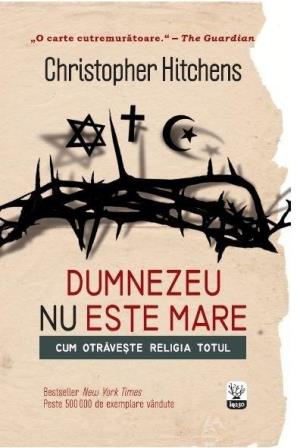 „O carte cutremurătoare.“ – The Guardian
Christopher Hitchens
DUMNEZEU
NU ESTE MARE
CUM OTRĂVEȘTE RELIGIA TOTUL
Bestseller New York Times
Peste 500 000 de exemplare vândute